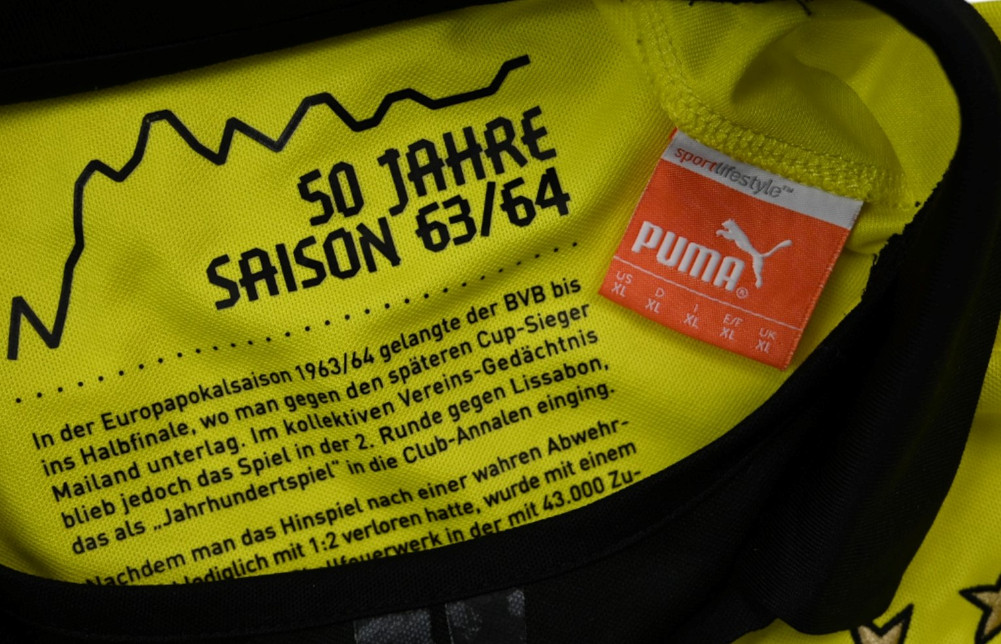 50 JAHRE
SAISON 63/64
In der Europapokalsaison 1963/64 gelangte der BVB bis
ins Halbfinale, wo man gegen den späteren Cup-Sieger
Mailand unterlag. Im kollektiven Vereins-Gedächtnis
blieb jedoch das Spiel in der 2. Runde gegen Lissabon,
das als „Jahrhundertspiel" in die Club-Annalen einging.
Nachdem man das Hinspiel nach einer wahren Abwehr-
lediglich mit 1:2 verloren hatte, wurde mit einem
in der mit 43.000 Zu-
sportlifestyle™
PUMA®
US D I E/F UK
XL XL XL XL XL